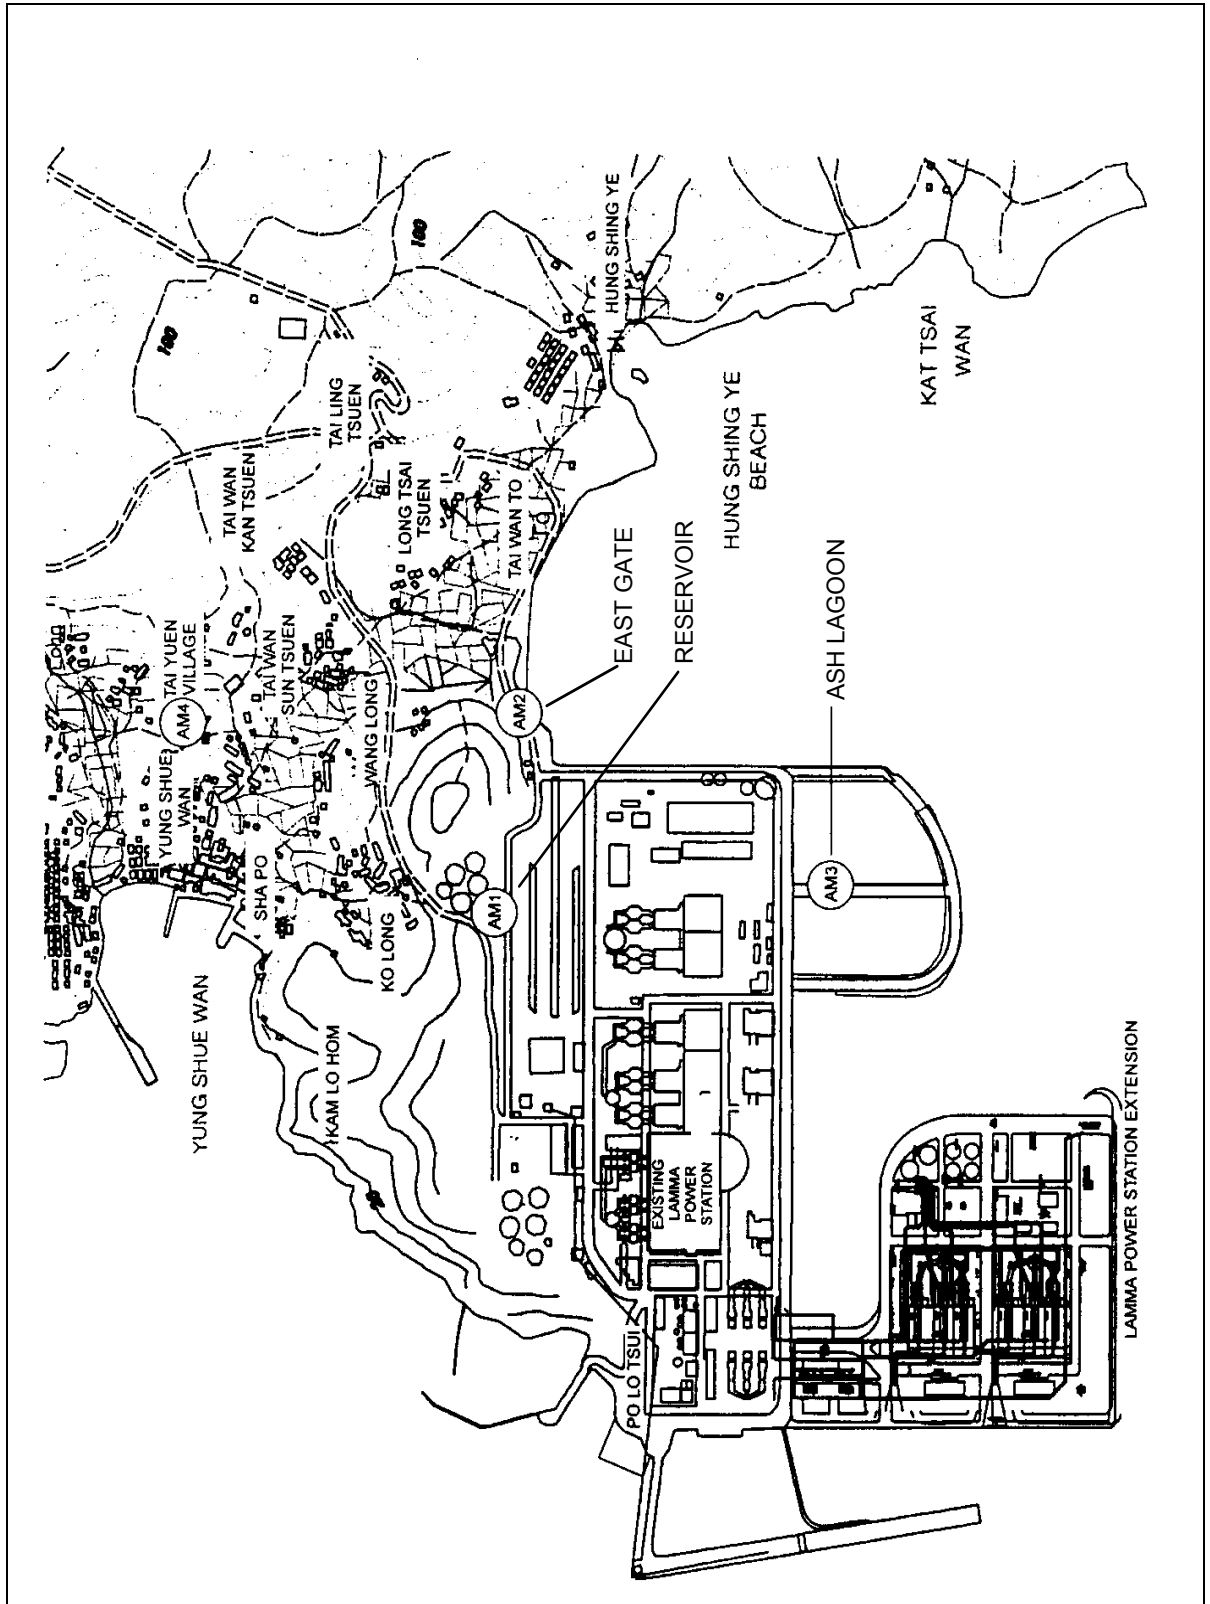 Long
TAI YUEN
VILLAGE
AM4
YUNG SHUE
WAN
100
YUNG SHUE WAN
TAI WAN
KAN TSUEN
SHA PO
TAI WAN
SUN TSUEN
KAM LO HOM
TAI LING
TSUEN
WANG LONG
KO LONG
100
LONG TSAI
TSUEN
AM1
TAI WAN TO
AM2
HUNG SHING YE
EAST GATE
PO LO TSUI
EXISTING
LAMMA
POWER
STATION
RESERVOIR
HUNG SHING YE
BEACH
AM3
ASH LAGOON
KAT TSAI
WAN
LAMMA POWER STATION EXTENSION